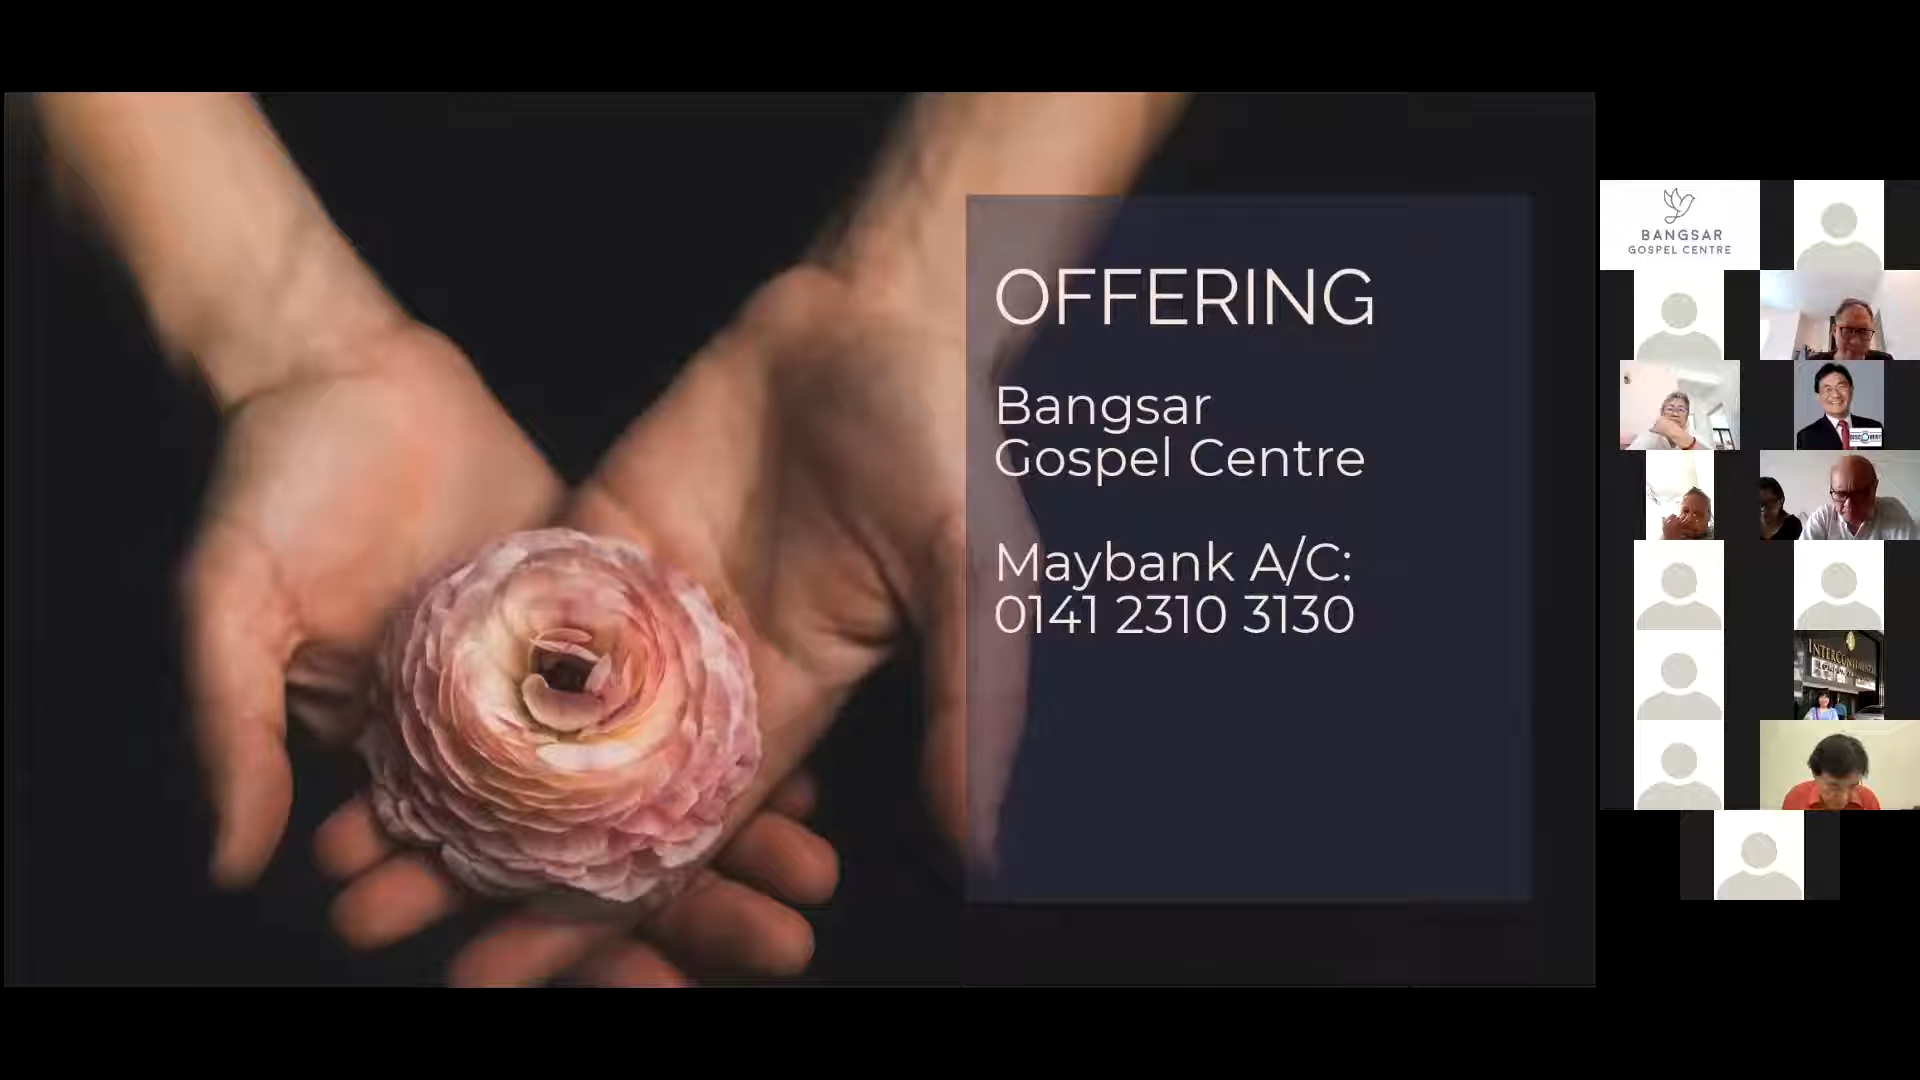 OFFERING
Bangsar
Gospel Centre
Maybank A/C:
0141 2310 3130
BANGSAR
GOSPEL CENTRE